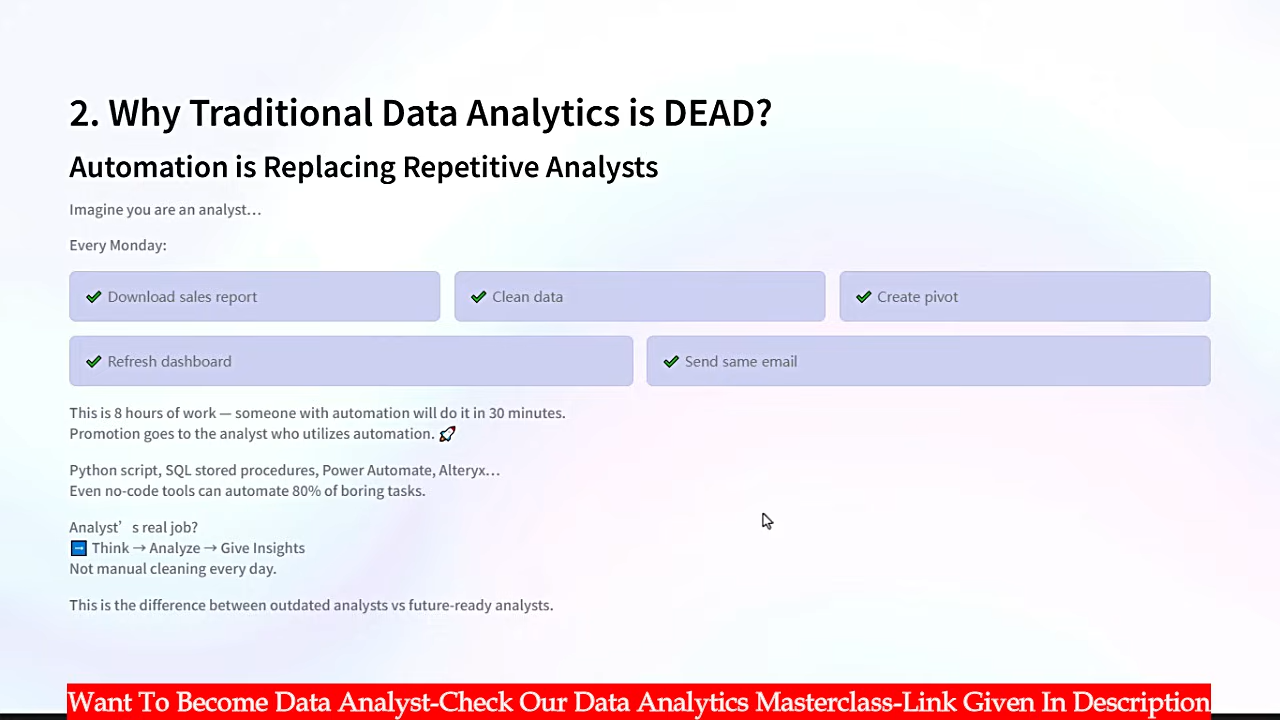 2. Why Traditional Data Analytics is DEAD?
Automation is Replacing Repetitive Analysts
Imagine you are an analyst…
Every Monday:
✔ Download sales report
✔ Clean data
✔ Create pivot
✔ Refresh dashboard
✔ Send same email
This is 8 hours of work — someone with automation will do it in 30 minutes.
Promotion goes to the analyst who utilizes automation. 🚀
Python script, SQL stored procedures, Power Automate, Alteryx…
Even no-code tools can automate 80% of boring tasks.
Analyst’s real job?
➡ Think → Analyze → Give Insights
Not manual cleaning every day.
This is the difference between outdated analysts vs future-ready analysts.
Want To Become Data Analyst-Check Our Data Analytics Masterclass-Link Given In Description